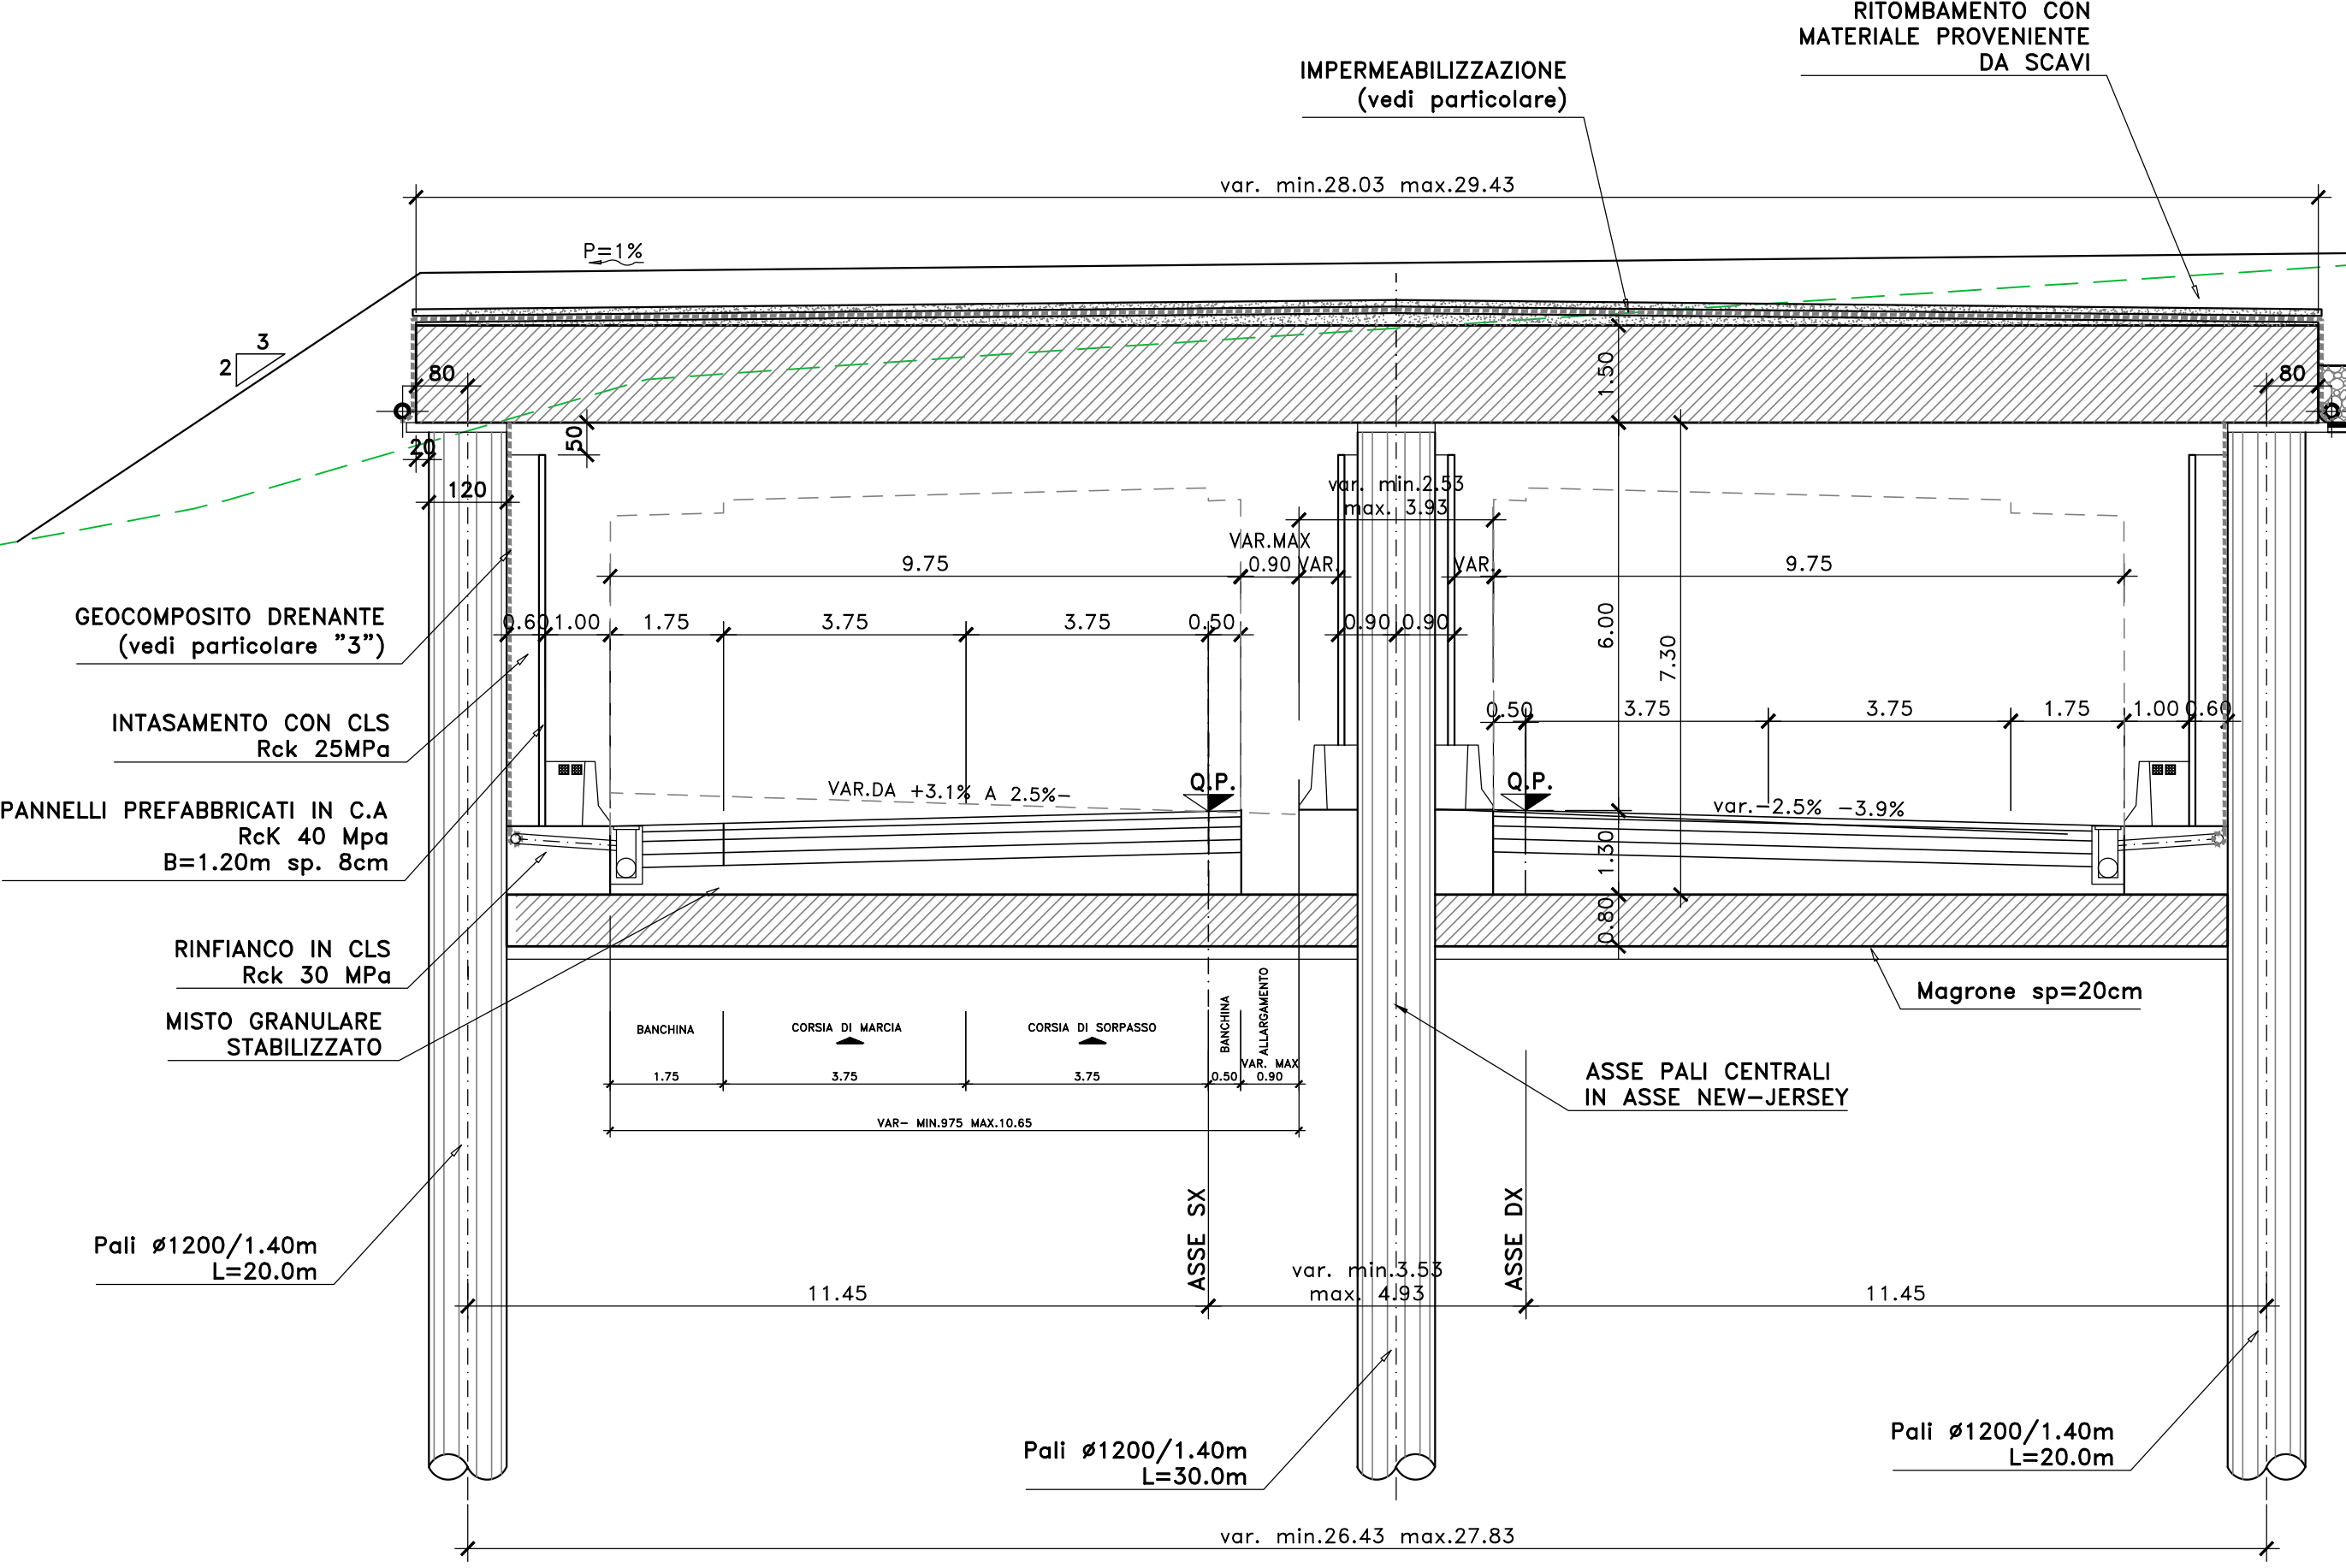 RITOMBAMENTO CON
MATERIALE PROVENIENTE
DA SCAVI
IMPERMEABILIZZAZIONE
(vedi particolare)
var. min.28.03 max.29.43
P=1%
3
2
80
80
1.50
50
20
120
var. min.2.53
max. 3.93
VAR.MAX
0.90 VAR.
VAR.
9.75
9.75
GEOCOMPOSITO DRENANTE
(vedi particolare "3")
0.60 1.00 1.75 3.75 3.75 0.50
0.90 0.90
6.00
7.30
0.50 3.75 3.75 1.75 1.00 0.60
INTASAMENTO CON CLS
Rck 25MPa
Q.P.
Q.P.
VAR.DA +3.1% A 2.5%-
var.-2.5% -3.9%
PANNELLI PREFABBRICATI IN C.A
RcK 40 Mpa
B=1.20m sp. 8cm
1.30
0.80
RINFIANCO IN CLS
Rck 30 MPa
Magrone sp=20cm
MISTO GRANULARE
STABILIZZATO
BANCHINA
CORSIA DI MARCIA
CORSIA DI SORPASSO
BANCHINA
ALLARGAMENTO
VAR. MAX
1.75 3.75 3.75 0.50 0.90
ASSE PALI CENTRALI
IN ASSE NEW-JERSEY
VAR- MIN.975 MAX.10.65
ASSE SX
ASSE DX
Pali ø1200/1.40m
L=20.0m
var. min.3.53
max. 4.93
11.45
11.45
Pali ø1200/1.40m
L=30.0m
Pali ø1200/1.40m
L=20.0m
var. min.26.43 max.27.83